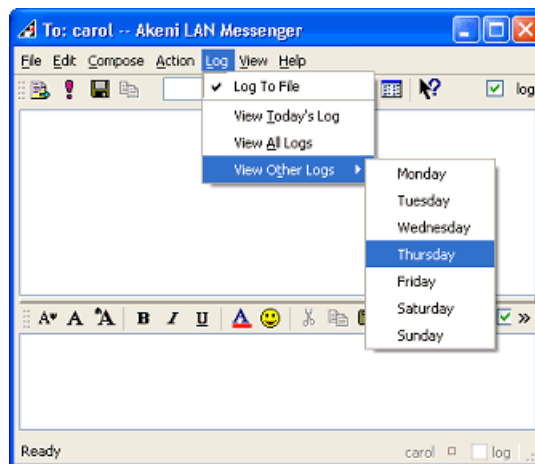 To: carol -- Akeni LAN Messenger
File Edit Compose Action Log View Help
log
Log To File
View Today's Log
View All Logs
View Other Logs
Monday
Tuesday
Wednesday
Thursday
Friday
Saturday
Sunday
A A A B I U A
Ready carol log